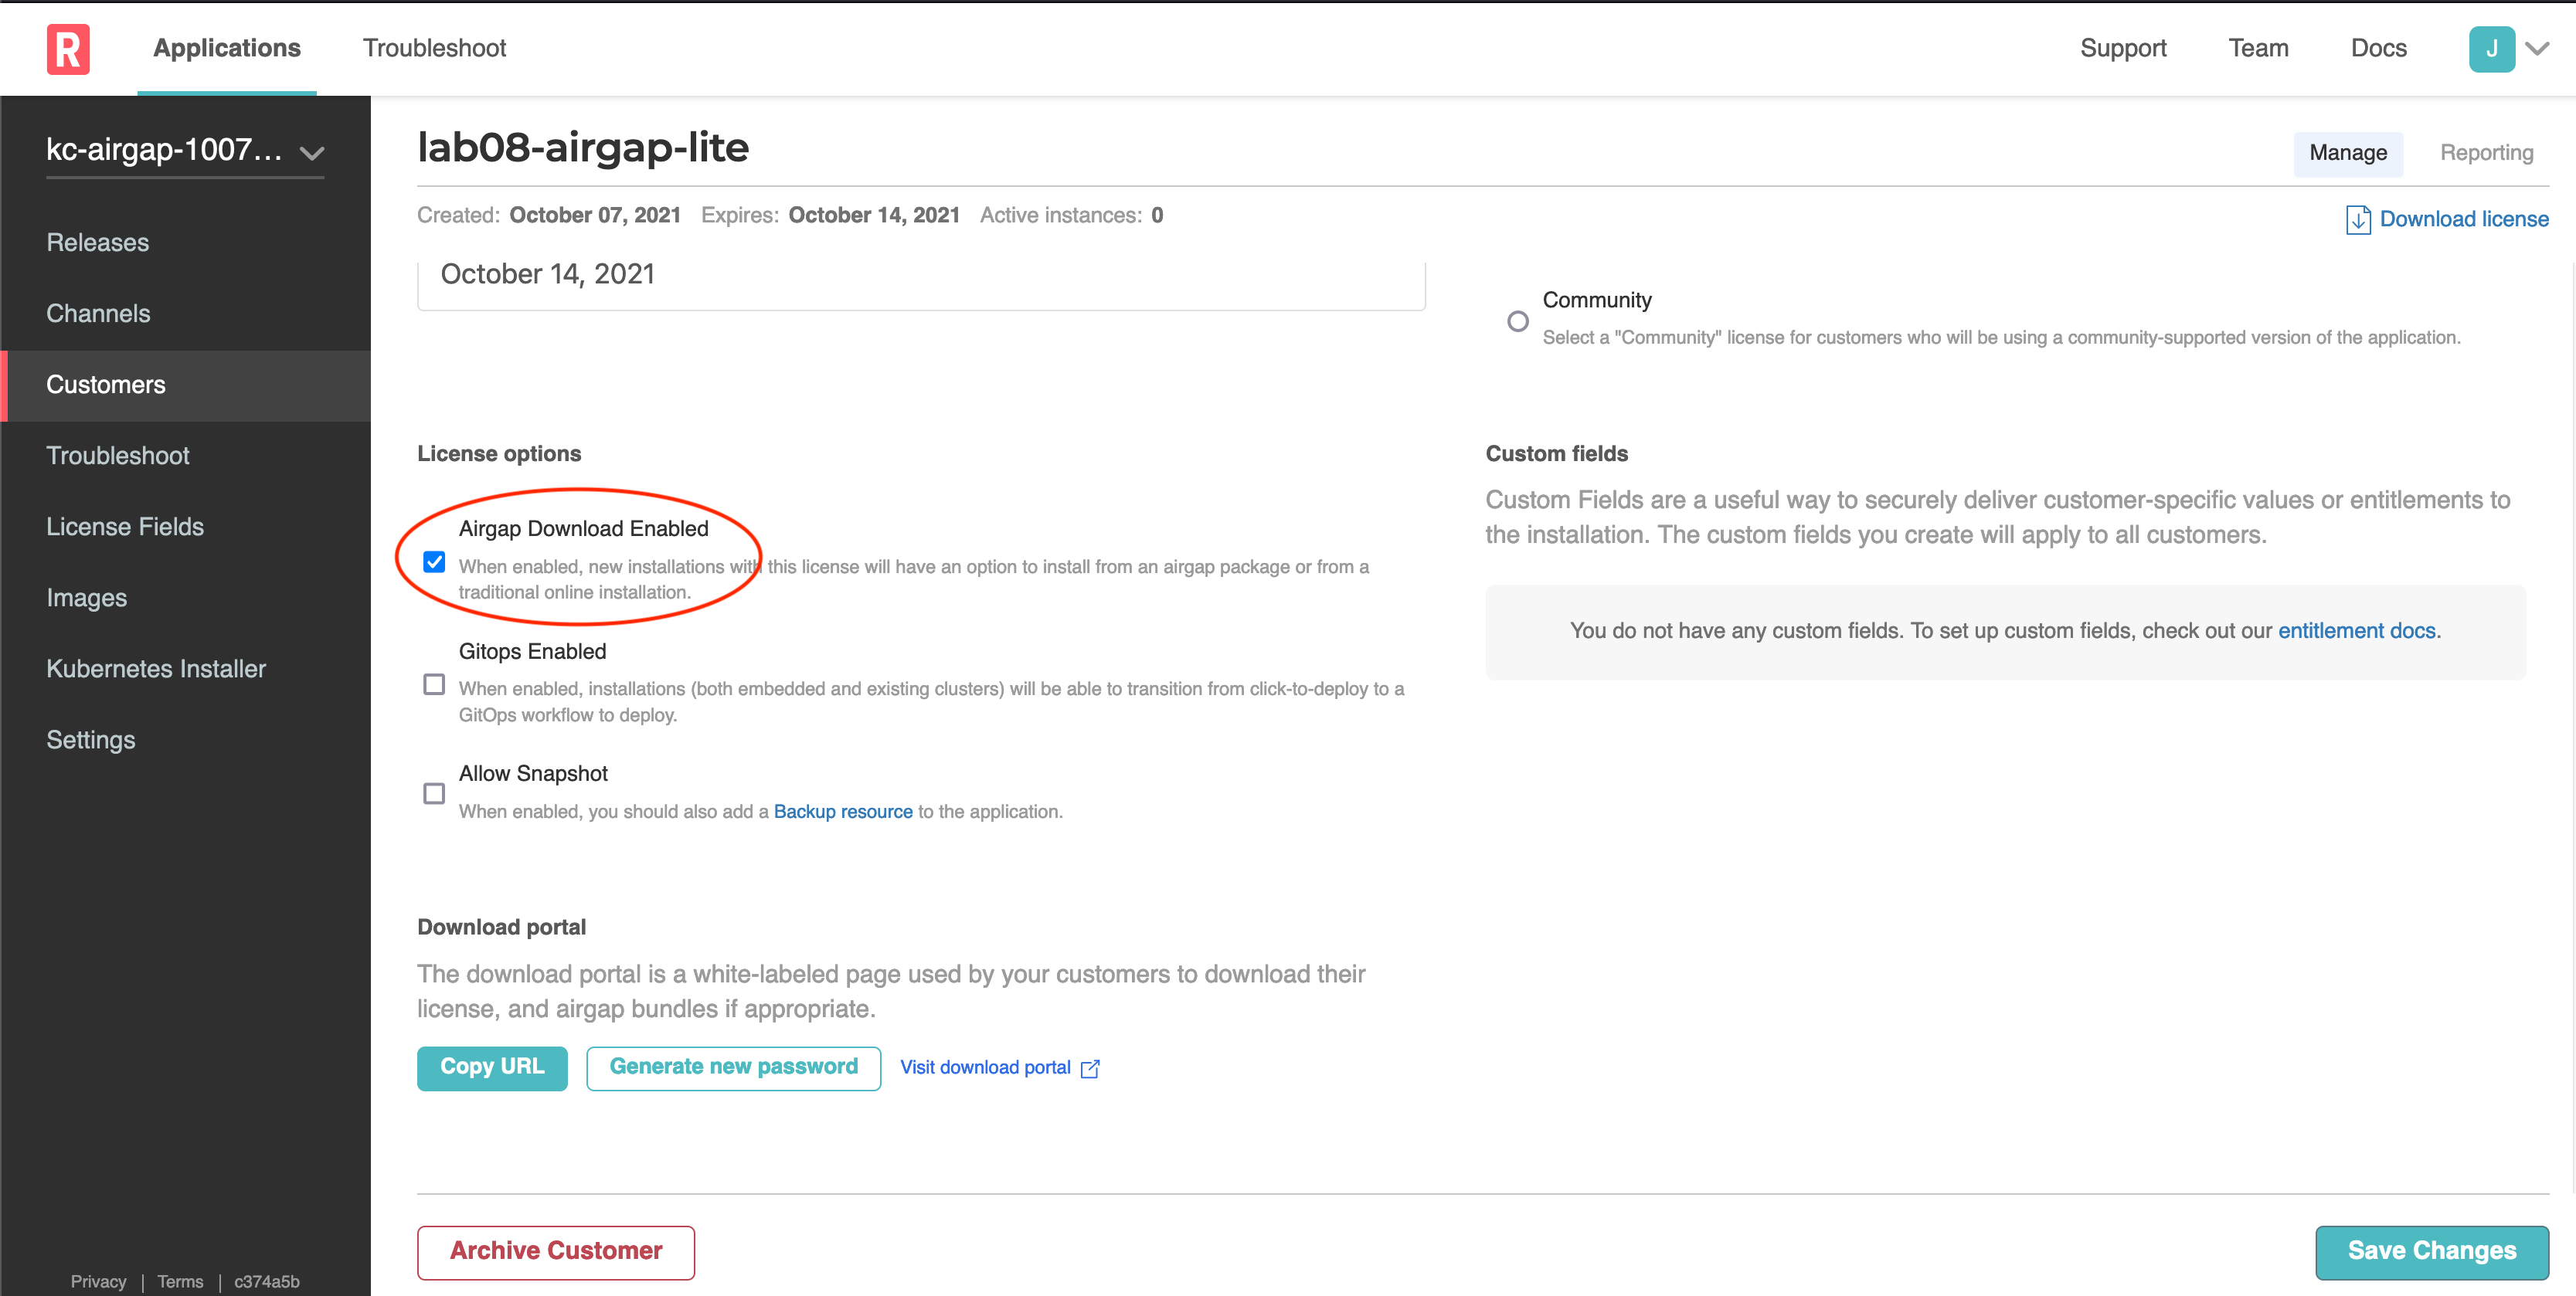 R
Applications
Troubleshoot
Support
Team
Docs
J
kc-airgap-1007...
Releases
Channels
Customers
Troubleshoot
License Fields
Images
Kubernetes Installer
Settings
Privacy | Terms | c374a5b
lab08-airgap-lite
Manage
Reporting
Created: October 07, 2021 Expires: October 14, 2021 Active instances: 0
Download license
October 14, 2021
Community
Select a "Community" license for customers who will be using a community-supported version of the application.
License options
Airgap Download Enabled
When enabled, new installations with this license will have an option to install from an airgap package or from a
traditional online installation.
Gitops Enabled
When enabled, installations (both embedded and existing clusters) will be able to transition from click-to-deploy to a
GitOps workflow to deploy.
Allow Snapshot
When enabled, you should also add a Backup resource to the application.
Custom fields
Custom Fields are a useful way to securely deliver customer-specific values or entitlements to
the installation. The custom fields you create will apply to all customers.
You do not have any custom fields. To set up custom fields, check out our entitlement docs.
Download portal
The download portal is a white-labeled page used by your customers to download their
license, and airgap bundles if appropriate.
Copy URL
Generate new password
Visit download portal
Archive Customer
Save Changes